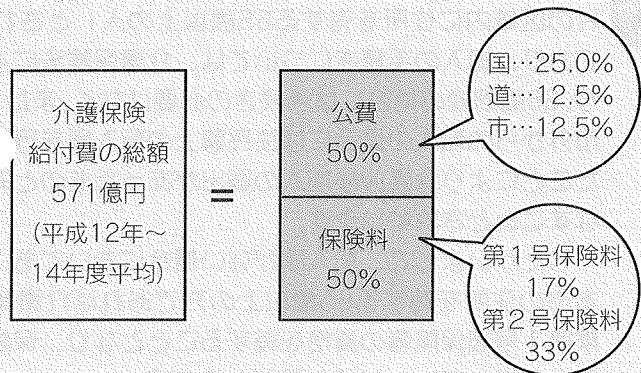 介護保険
給付費の総額
571億円
(平成12年～
14年度平均)
=
公費
50%
国…25.0%
道…12.5%
市…12.5%
保険料
50%
第1号保険料
17%
第2号保険料
33%